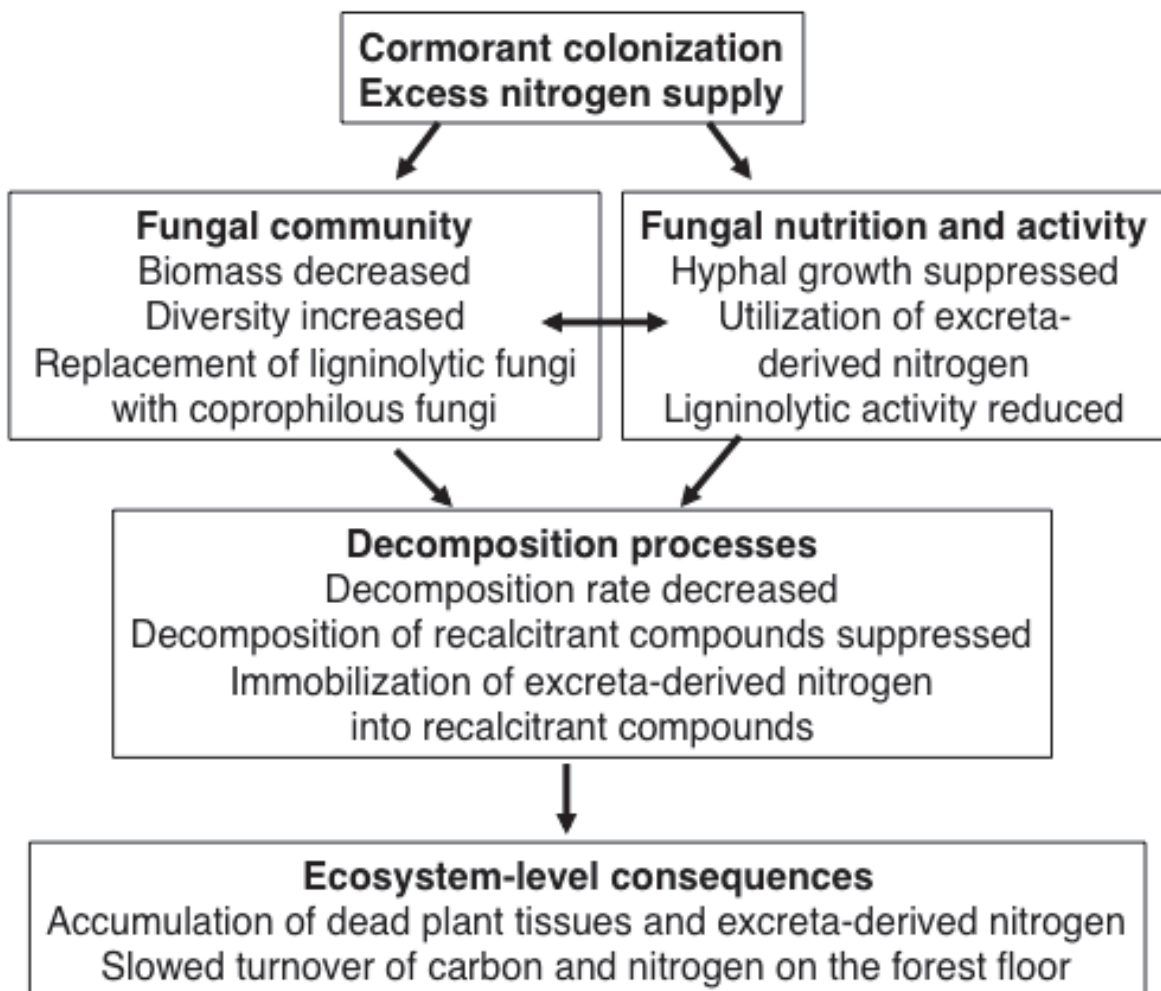 Cormorant colonization
Excess nitrogen supply
Fungal community
Biomass decreased
Diversity increased
Replacement of ligninolytic fungi
with coprophilous fungi
Fungal nutrition and activity
Hyphal growth suppressed
Utilization of excreta-
derived nitrogen
Ligninolytic activity reduced
Decomposition processes
Decomposition rate decreased
Decomposition of recalcitrant compounds suppressed
Immobilization of excreta-derived nitrogen
into recalcitrant compounds
Ecosystem-level consequences
Accumulation of dead plant tissues and excreta-derived nitrogen
Slowed turnover of carbon and nitrogen on the forest floor